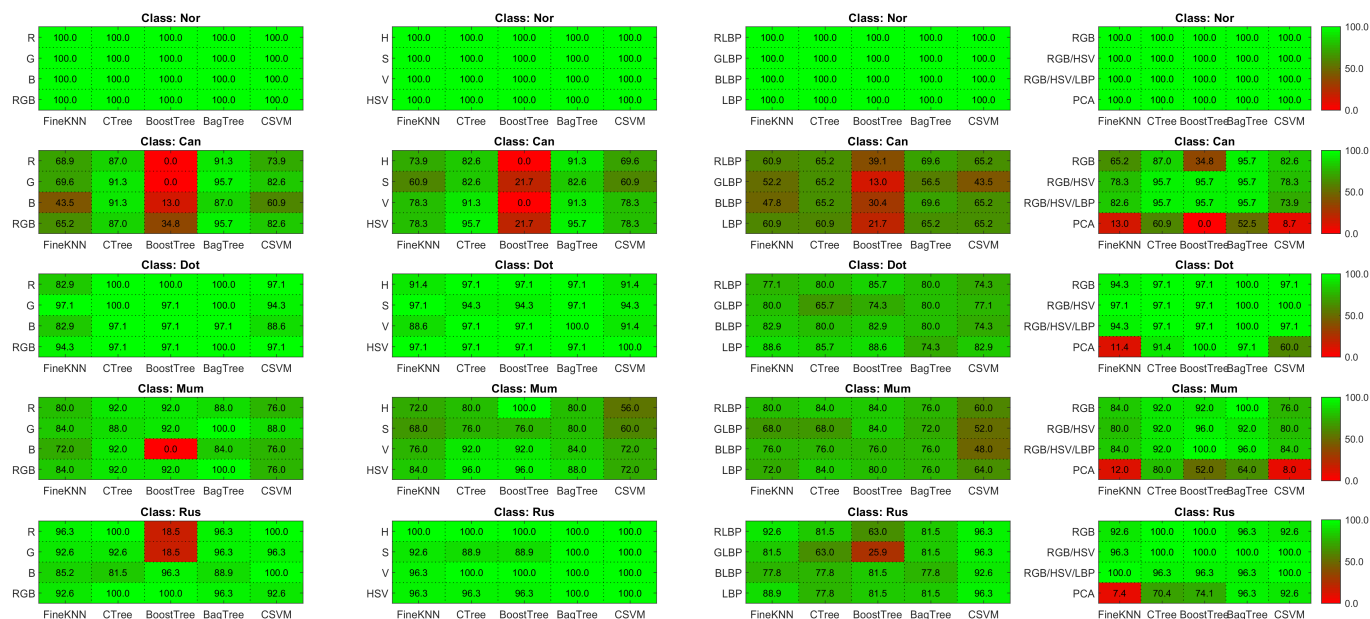 Class: Nor Class: Nor Class: Nor Class: Nor
R 100.0 100.0 100.0 100.0 100.0 H 100.0 100.0 100.0 100.0 100.0 RLBP 100.0 100.0 100.0 100.0 100.0 RGB 100.0 100.0 100.0 100.0 100.0 100.0
G 100.0 100.0 100.0 100.0 100.0 S 100.0 100.0 100.0 100.0 100.0 GLBP 100.0 100.0 100.0 100.0 100.0 RGB/HSV 100.0 100.0 100.0 100.0 100.0 50.0
B 100.0 100.0 100.0 100.0 100.0 V 100.0 100.0 100.0 100.0 100.0 BLBP 100.0 100.0 100.0 100.0 100.0 RGB/HSV/LBP 100.0 100.0 100.0 100.0 100.0
RGB 100.0 100.0 100.0 100.0 100.0 HSV 100.0 100.0 100.0 100.0 100.0 LBP 100.0 100.0 100.0 100.0 100.0 PCA 100.0 100.0 100.0 100.0 100.0 0.0
FineKNN CTree BoostTree BagTree CSVM FineKNN CTree BoostTree BagTree CSVM FineKNN CTree BoostTree BagTree CSVM FineKNN CTree BoostTreeBagTree CSVM
Class: Can Class: Can Class: Can Class: Can
R 68.9 87.0 0.0 91.3 73.9 H 73.9 82.6 0.0 91.3 69.6 RLBP 60.9 65.2 39.1 69.6 65.2 RGB 65.2 87.0 34.8 95.7 82.6 100.0
G 69.6 91.3 0.0 95.7 82.6 S 60.9 82.6 21.7 82.6 60.9 GLBP 52.2 65.2 13.0 56.5 43.5 RGB/HSV 78.3 95.7 95.7 95.7 78.3 50.0
B 43.5 91.3 13.0 87.0 60.9 V 78.3 91.3 0.0 91.3 78.3 BLBP 47.8 65.2 30.4 69.6 65.2 RGB/HSV/LBP 82.6 95.7 95.7 95.7 73.9
RGB 65.2 87.0 34.8 95.7 82.6 HSV 78.3 95.7 21.7 95.7 78.3 LBP 60.9 60.9 21.7 65.2 65.2 PCA 13.0 60.9 0.0 52.5 8.7 0.0
FineKNN CTree BoostTree BagTree CSVM FineKNN CTree BoostTree BagTree CSVM FineKNN CTree BoostTree BagTree CSVM FineKNN CTree BoostTreeBagTree CSVM
Class: Dot Class: Dot Class: Dot Class: Dot
R 82.9 100.0 100.0 100.0 97.1 H 91.4 97.1 97.1 97.1 91.4 RLBP 77.1 80.0 85.7 80.0 74.3 RGB 94.3 97.1 97.1 100.0 97.1 100.0
G 97.1 100.0 97.1 100.0 94.3 S 97.1 94.3 94.3 97.1 94.3 GLBP 80.0 65.7 74.3 80.0 77.1 RGB/HSV 97.1 97.1 97.1 100.0 100.0 50.0
B 82.9 97.1 97.1 97.1 88.6 V 88.6 97.1 97.1 100.0 91.4 BLBP 82.9 80.0 82.9 80.0 74.3 RGB/HSV/LBP 94.3 97.1 97.1 100.0 97.1
RGB 94.3 97.1 97.1 100.0 97.1 HSV 97.1 97.1 97.1 97.1 100.0 LBP 88.6 85.7 88.6 74.3 82.9 PCA 11.4 91.4 100.0 97.1 60.0 0.0
FineKNN CTree BoostTree BagTree CSVM FineKNN CTree BoostTree BagTree CSVM FineKNN CTree BoostTree BagTree CSVM FineKNN CTree BoostTreeBagTree CSVM
Class: Mum Class: Mum Class: Mum Class: Mum
R 80.0 92.0 92.0 88.0 76.0 H 72.0 80.0 100.0 80.0 56.0 RLBP 80.0 84.0 84.0 76.0 60.0 RGB 84.0 92.0 92.0 100.0 76.0 100.0
G 84.0 88.0 92.0 100.0 88.0 S 68.0 76.0 76.0 80.0 60.0 GLBP 68.0 68.0 84.0 72.0 52.0 RGB/HSV 80.0 92.0 96.0 92.0 80.0 50.0
B 72.0 92.0 0.0 84.0 76.0 V 76.0 92.0 92.0 84.0 72.0 BLBP 76.0 76.0 76.0 76.0 48.0 RGB/HSV/LBP 84.0 92.0 100.0 96.0 84.0
RGB 84.0 92.0 92.0 100.0 76.0 HSV 84.0 96.0 96.0 88.0 72.0 LBP 72.0 84.0 80.0 76.0 64.0 PCA 12.0 80.0 52.0 64.0 8.0 0.0
FineKNN CTree BoostTree BagTree CSVM FineKNN CTree BoostTree BagTree CSVM FineKNN CTree BoostTree BagTree CSVM FineKNN CTree BoostTreeBagTree CSVM
Class: Rus Class: Rus Class: Rus Class: Rus
R 96.3 100.0 18.5 96.3 100.0 H 100.0 100.0 100.0 100.0 100.0 RLBP 92.6 81.5 63.0 81.5 96.3 RGB 92.6 100.0 100.0 96.3 92.6 100.0
G 92.6 92.6 18.5 96.3 96.3 S 92.6 88.9 88.9 100.0 100.0 GLBP 81.5 63.0 25.9 81.5 96.3 RGB/HSV 96.3 100.0 100.0 100.0 100.0 50.0
B 85.2 81.5 96.3 88.9 100.0 V 96.3 100.0 100.0 100.0 100.0 BLBP 77.8 77.8 81.5 77.8 92.6 RGB/HSV/LBP 100.0 96.3 96.3 96.3 100.0
RGB 92.6 100.0 100.0 96.3 92.6 HSV 96.3 96.3 96.3 100.0 100.0 LBP 88.9 77.8 81.5 81.5 96.3 PCA 7.4 70.4 74.1 96.3 92.6 0.0
FineKNN CTree BoostTree BagTree CSVM FineKNN CTree BoostTree BagTree CSVM FineKNN CTree BoostTree BagTree CSVM FineKNN CTree BoostTreeBagTree CSVM